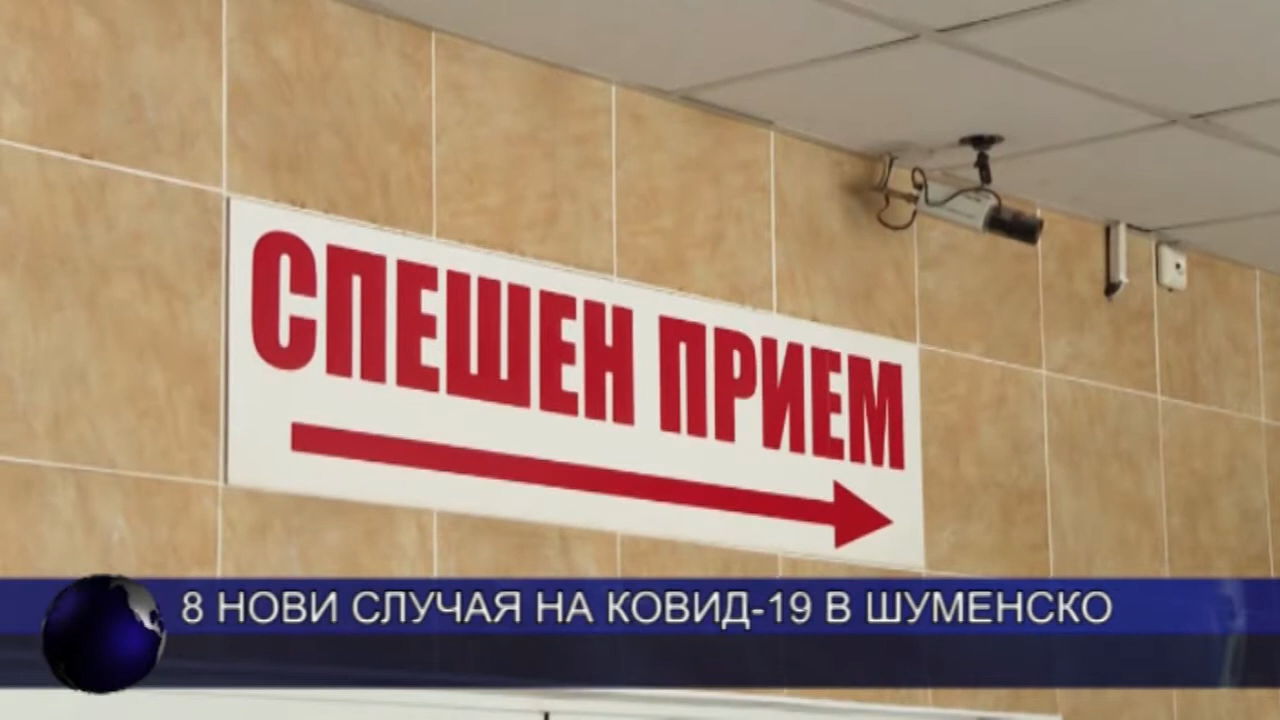 СПЕШЕН ПРИЕМ
8 НОВИ СЛУЧАЯ НА КОВИД-19 В ШУМЕНСКО